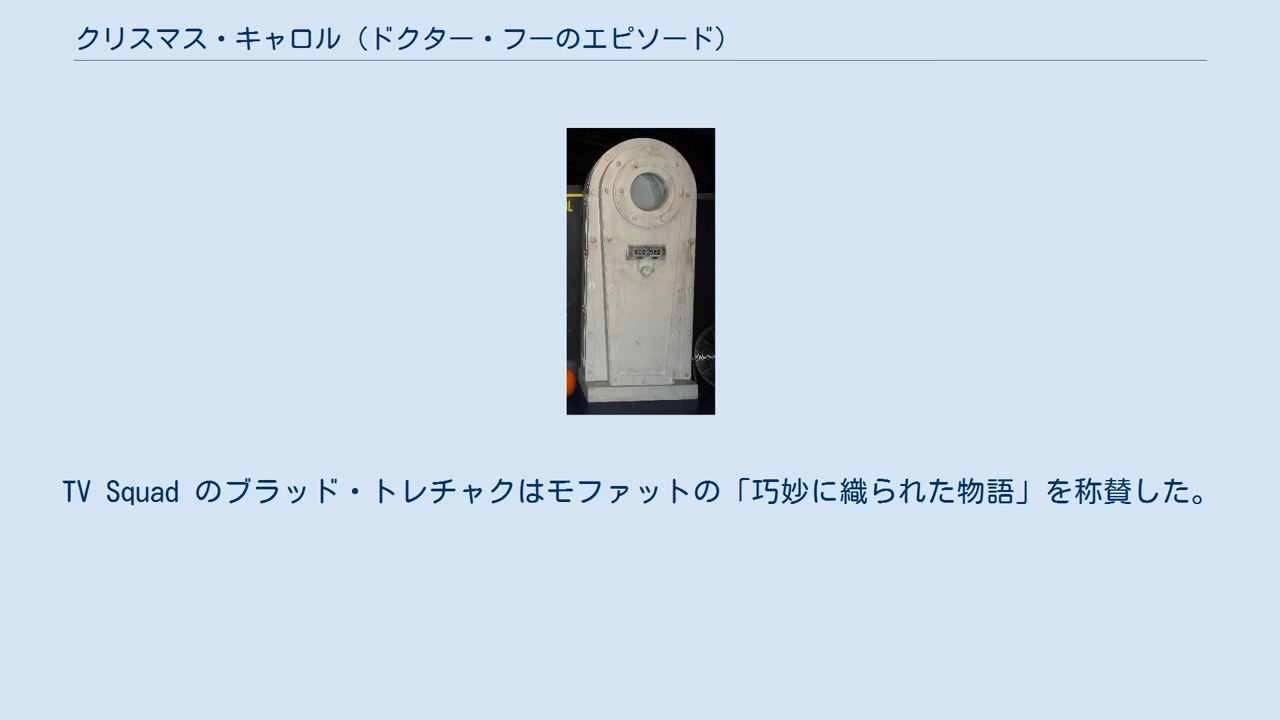 クリスマス・キャロル（ドクター・フーのエピソード）
TV Squad のブラッド・トレチャクはモファットの「巧妙に織られた物語」を称賛した。